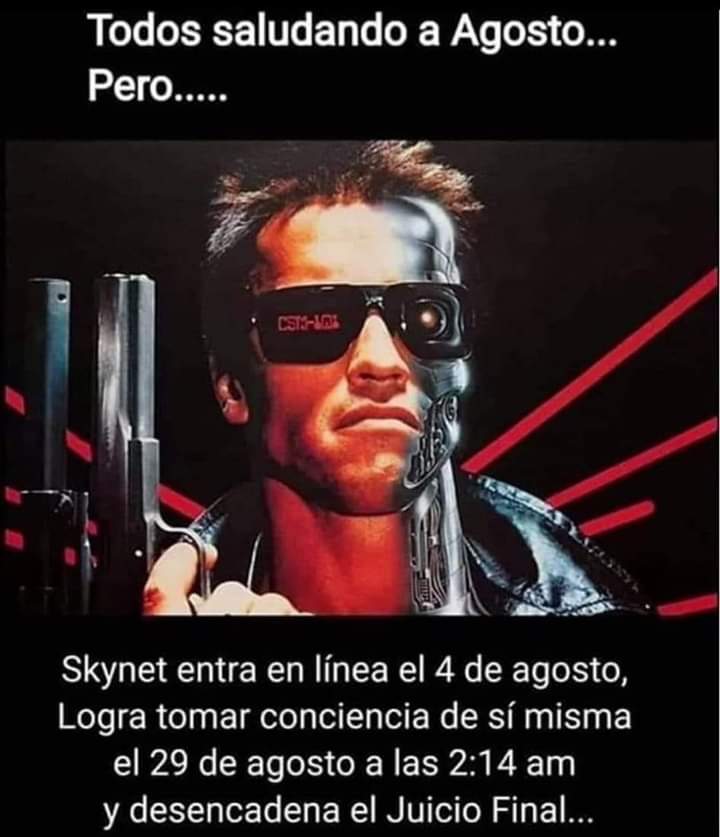 Todos saludando a Agosto...
Pero.....
Skynet entra en línea el 4 de agosto,
Logra tomar conciencia de sí misma
el 29 de agosto a las 2:14 am
y desencadena el Juicio Final...